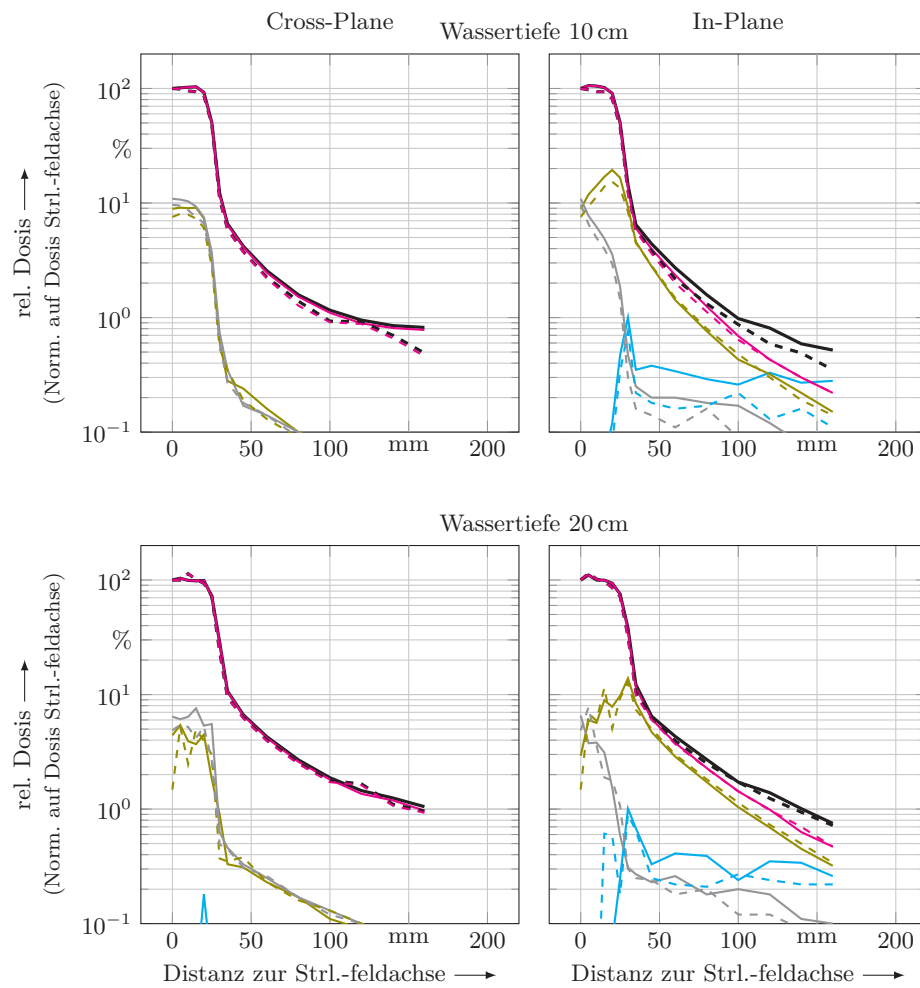 Cross-Plane
In-Plane
Wassertiefe 10 cm
rel. Dosis ⟶
(Norm. auf Dosis Strl.-feldachse)
10²
%
10¹
10⁰
10⁻¹
0 50 100 mm 200
0 50 100 mm 200
Wassertiefe 20 cm
rel. Dosis ⟶
(Norm. auf Dosis Strl.-feldachse)
10²
%
10¹
10⁰
10⁻¹
0 50 100 mm 200
0 50 100 mm 200
Distanz zur Strl.-feldachse ⟶
Distanz zur Strl.-feldachse ⟶